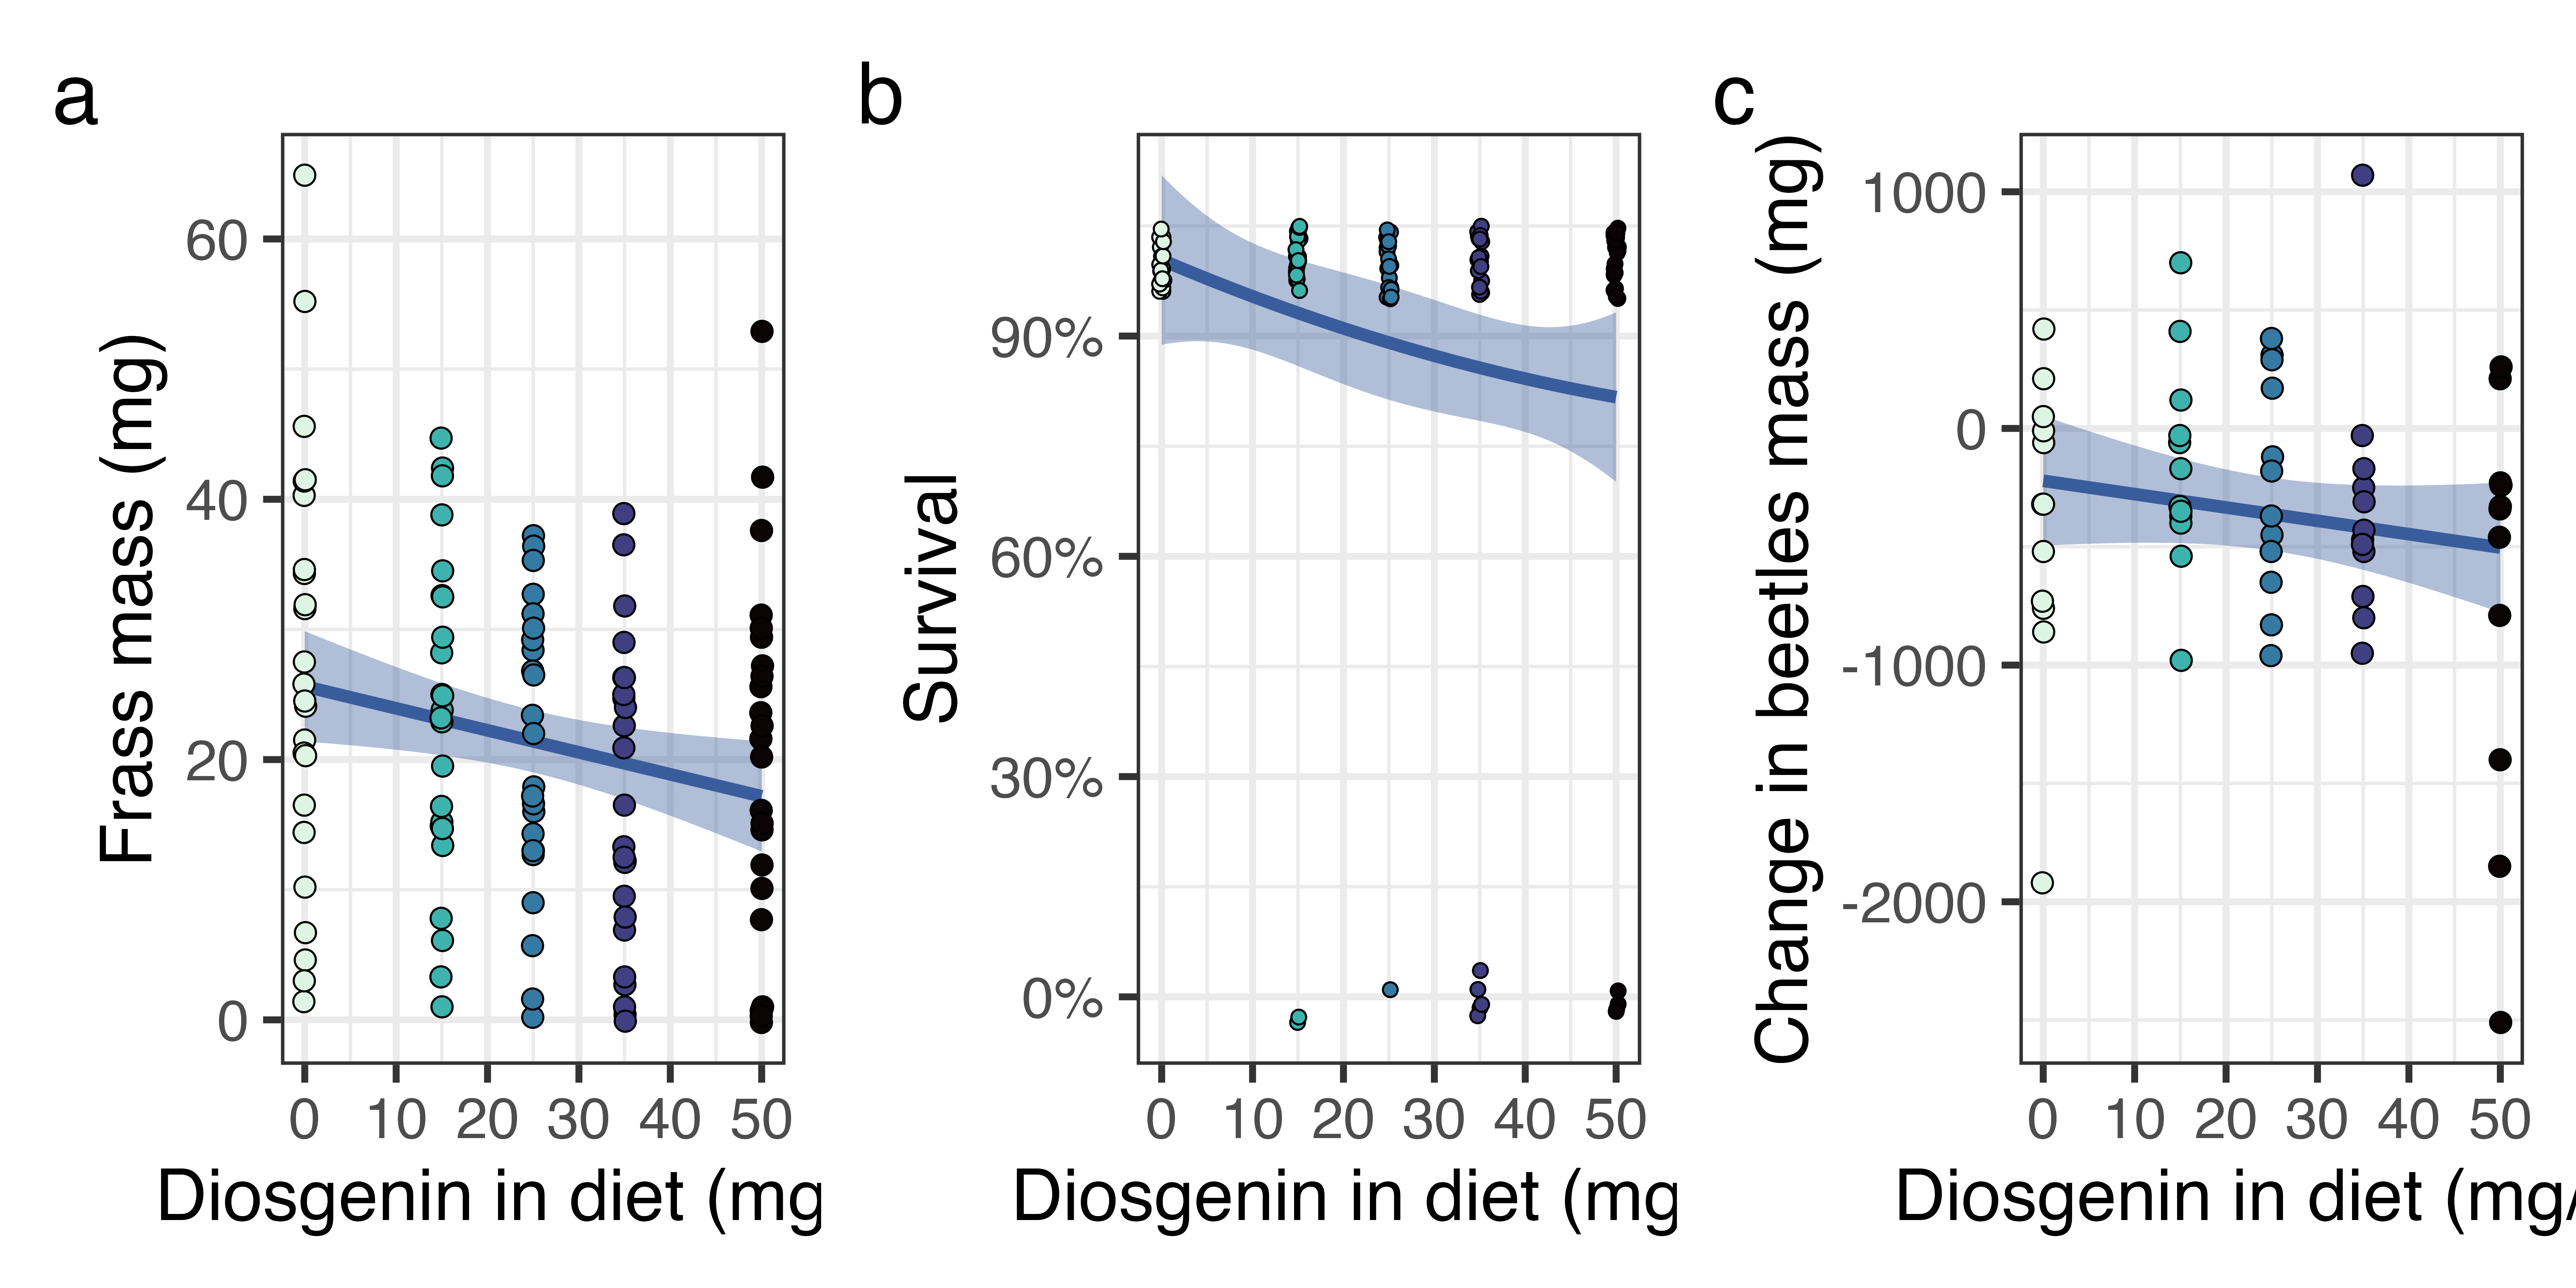 a
Frass mass (mg)
60
40
20
0
0 10 20 30 40 50
Diosgenin in diet (mg
b
Survival
90%
60%
30%
0%
0 10 20 30 40 50
Diosgenin in diet (mg
c
Change in beetles mass (mg)
1000
0
-1000
-2000
0 10 20 30 40 50
Diosgenin in diet (mg/